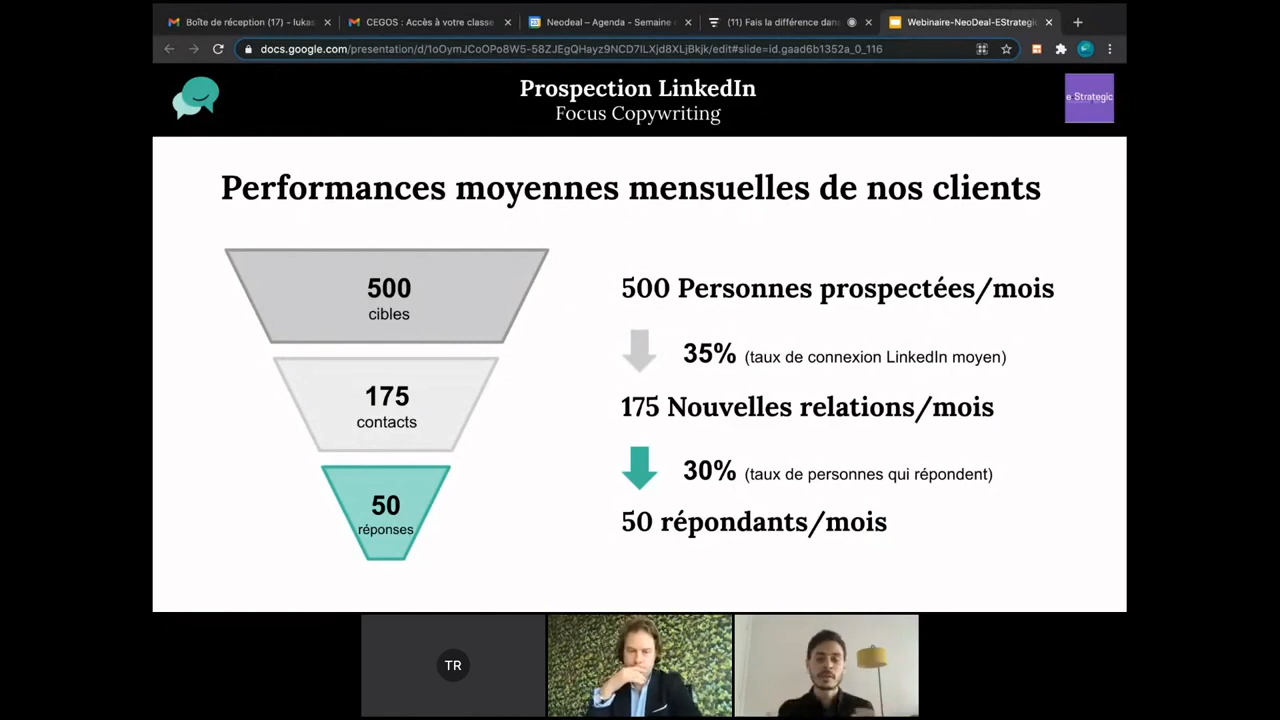 Boîte de réception (17) - lukas
CEGOS : Accès à votre classe
Neodeal – Agenda - Semaine
(11) Fais la différence dan
Webinaire-NeoDeal-EStrategic
docs.google.com/presentation/d/1oOymJCoOPo8W5-58ZJEgQHayz9NCD7ILXjd8XLjBkjk/edit#slide=id.gaad6b1352a_0_116
Prospection LinkedIn
Focus Copywriting
e Strategic
Performances moyennes mensuelles de nos clients
500
cibles
175
contacts
50
réponses
500 Personnes prospectées/mois
35% (taux de connexion LinkedIn moyen)
175 Nouvelles relations/mois
30% (taux de personnes qui répondent)
50 répondants/mois
TR